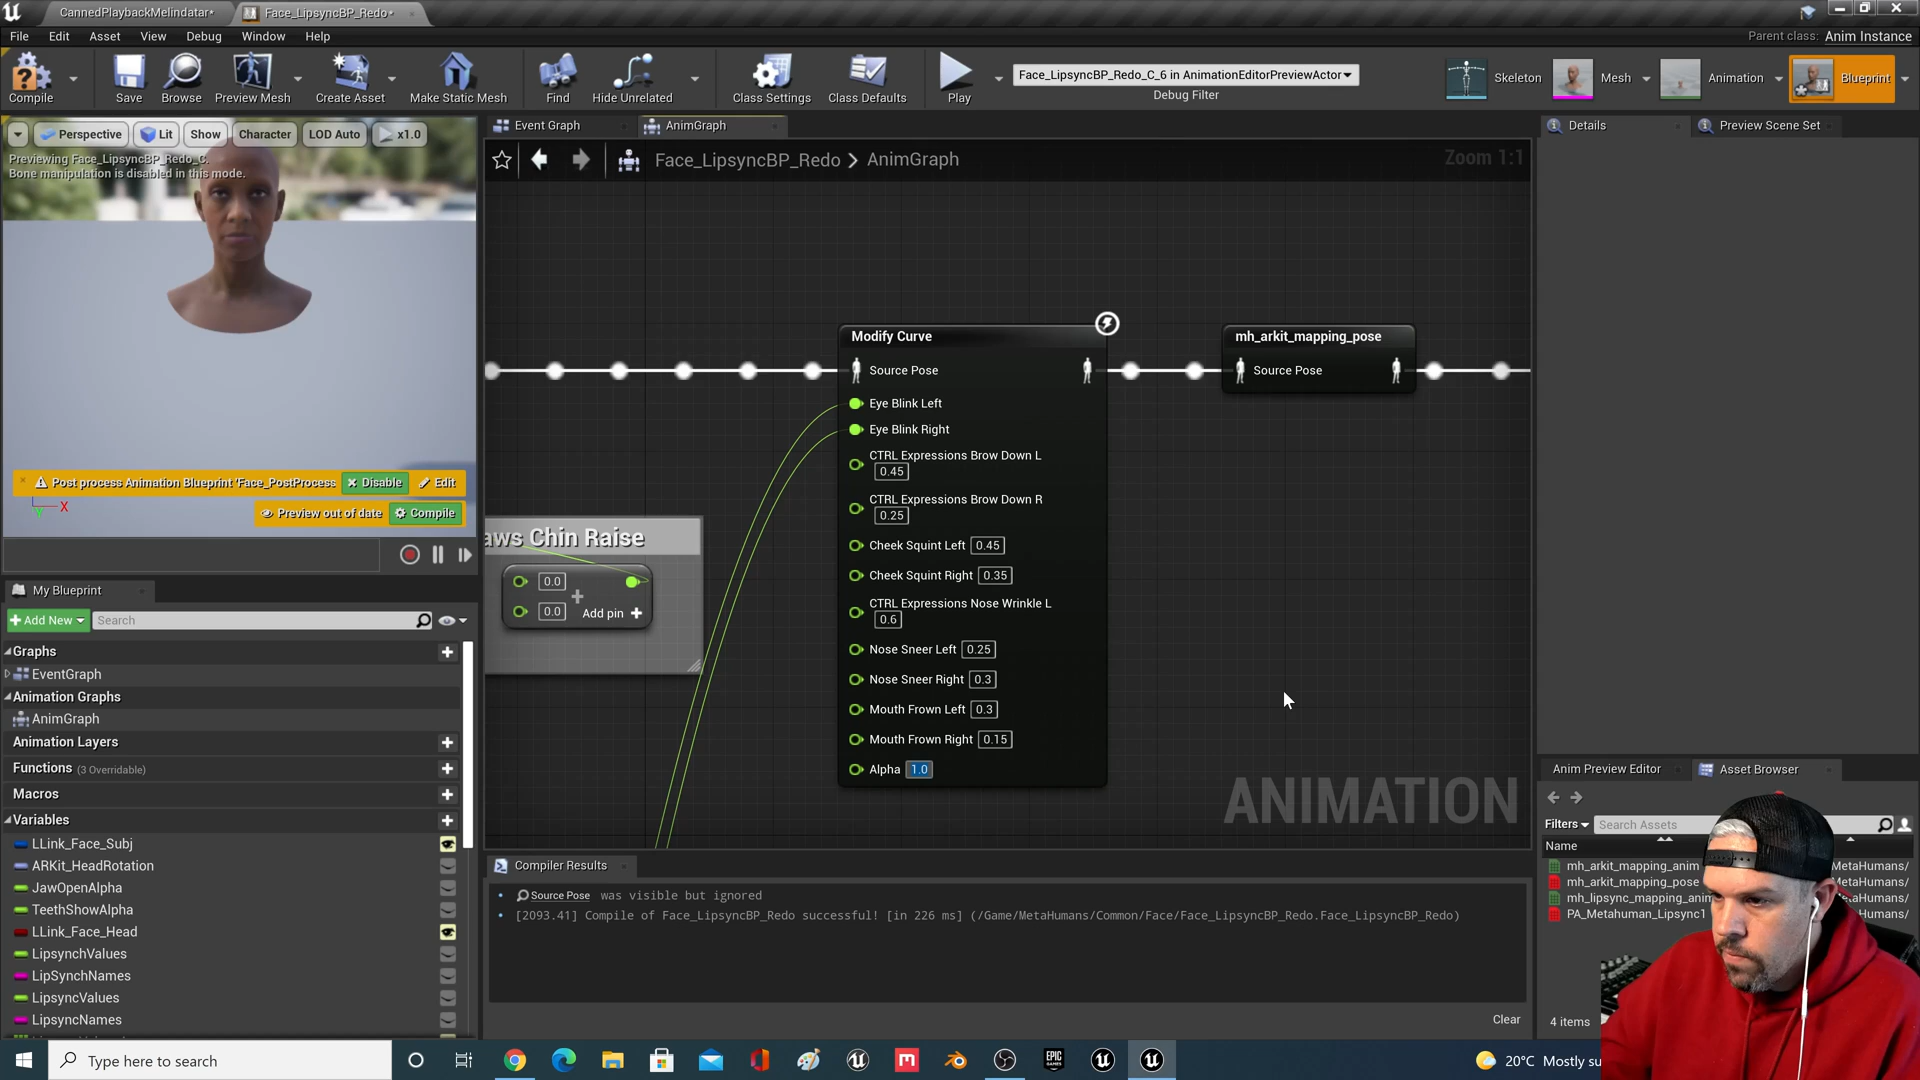 CannedPlaybackMelindatar*
Face_LipsyncBP_Redo*
File Edit Asset View Debug Window Help
Parent class: Anim Instance
Compile
Save
Browse
Preview Mesh
Create Asset
Make Static Mesh
Find
Hide Unrelated
Class Settings
Class Defaults
Play
Face_LipsyncBP_Redo_C_6 in AnimationEditorPreviewActor
Debug Filter
Skeleton
Mesh
Animation
Blueprint
Perspective
Lit
Show
Character
LOD Auto
x1.0
Previewing Face_LipsyncBP_Redo_C.
Bone manipulation is disabled in this mode.
Post process Animation Blueprint 'Face_PostProcess
Disable
Edit
Y X
Preview out of date
Compile
Event Graph
AnimGraph
Face_LipsyncBP_Redo > AnimGraph
Zoom 1:1
Modify Curve
Source Pose
Eye Blink Left
Eye Blink Right
CTRL Expressions Brow Down L
0.45
CTRL Expressions Brow Down R
0.25
Cheek Squint Left 0.45
Cheek Squint Right 0.35
CTRL Expressions Nose Wrinkle L
0.6
Nose Sneer Left 0.25
Nose Sneer Right 0.3
Mouth Frown Left 0.3
Mouth Frown Right 0.15
Alpha 1.0
mh_arkit_mapping_pose
Source Pose
aws Chin Raise
0.0
0.0
Add pin +
ANIMATION
Details
Preview Scene Set
My Blueprint
Add New
Search
Graphs
EventGraph
Animation Graphs
AnimGraph
Animation Layers
Functions (3 Overridable)
Macros
Variables
LLink_Face_Subj
ARKit_HeadRotation
JawOpenAlpha
TeethShowAlpha
LLink_Face_Head
LipsynchValues
LipSynchNames
LipsyncValues
LipsyncNames
Compiler Results
Source Pose was visible but ignored
[2093.41] Compile of Face_LipsyncBP_Redo successful! [in 226 ms] (/Game/MetaHumans/Common/Face/Face_LipsyncBP_Redo.Face_LipsyncBP_Redo)
Clear
Anim Preview Editor
Asset Browser
Filters
Search Assets
Name
mh_arkit_mapping_anim MetaHumans/
mh_arkit_mapping_pose MetaHumans/
mh_lipsync_mapping_anim
PA_Metahuman_Lipsync1
4 items
Type here to search
EPIC GAMES
20°C Mostly su